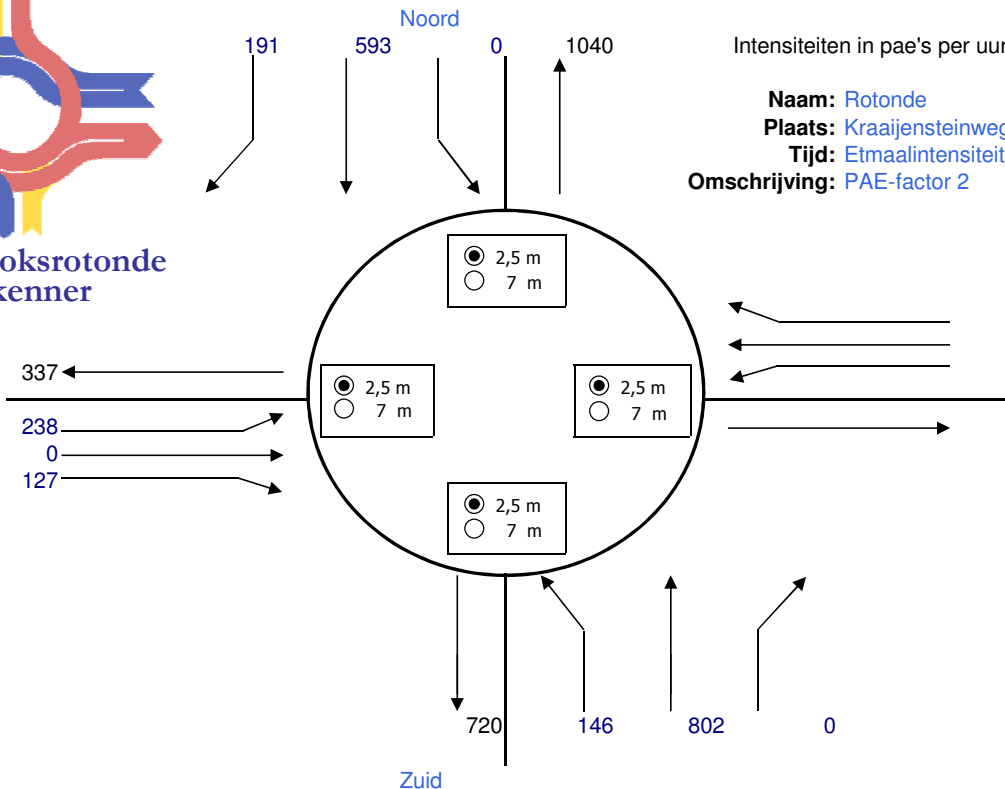 Noord
191 593 0 1040
Intensiteiten in pae's per uur
Naam: Rotonde
Plaats: Kraaijensteinweg
Tijd: Etmaalintensiteit
Omschrijving: PAE-factor 2
oksrotonde
kenner
2,5 m
7 m
337
2,5 m
7 m
2,5 m
7 m
238
0
127
2,5 m
7 m
720 146 802 0
Zuid